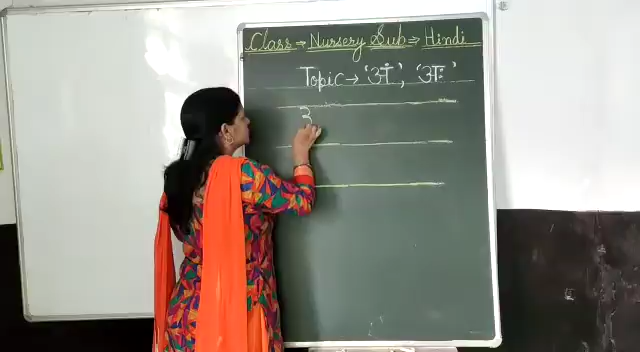 Class → Nursery Sub ⇒ Hindi
Topic → 'अं', 'अः'
3